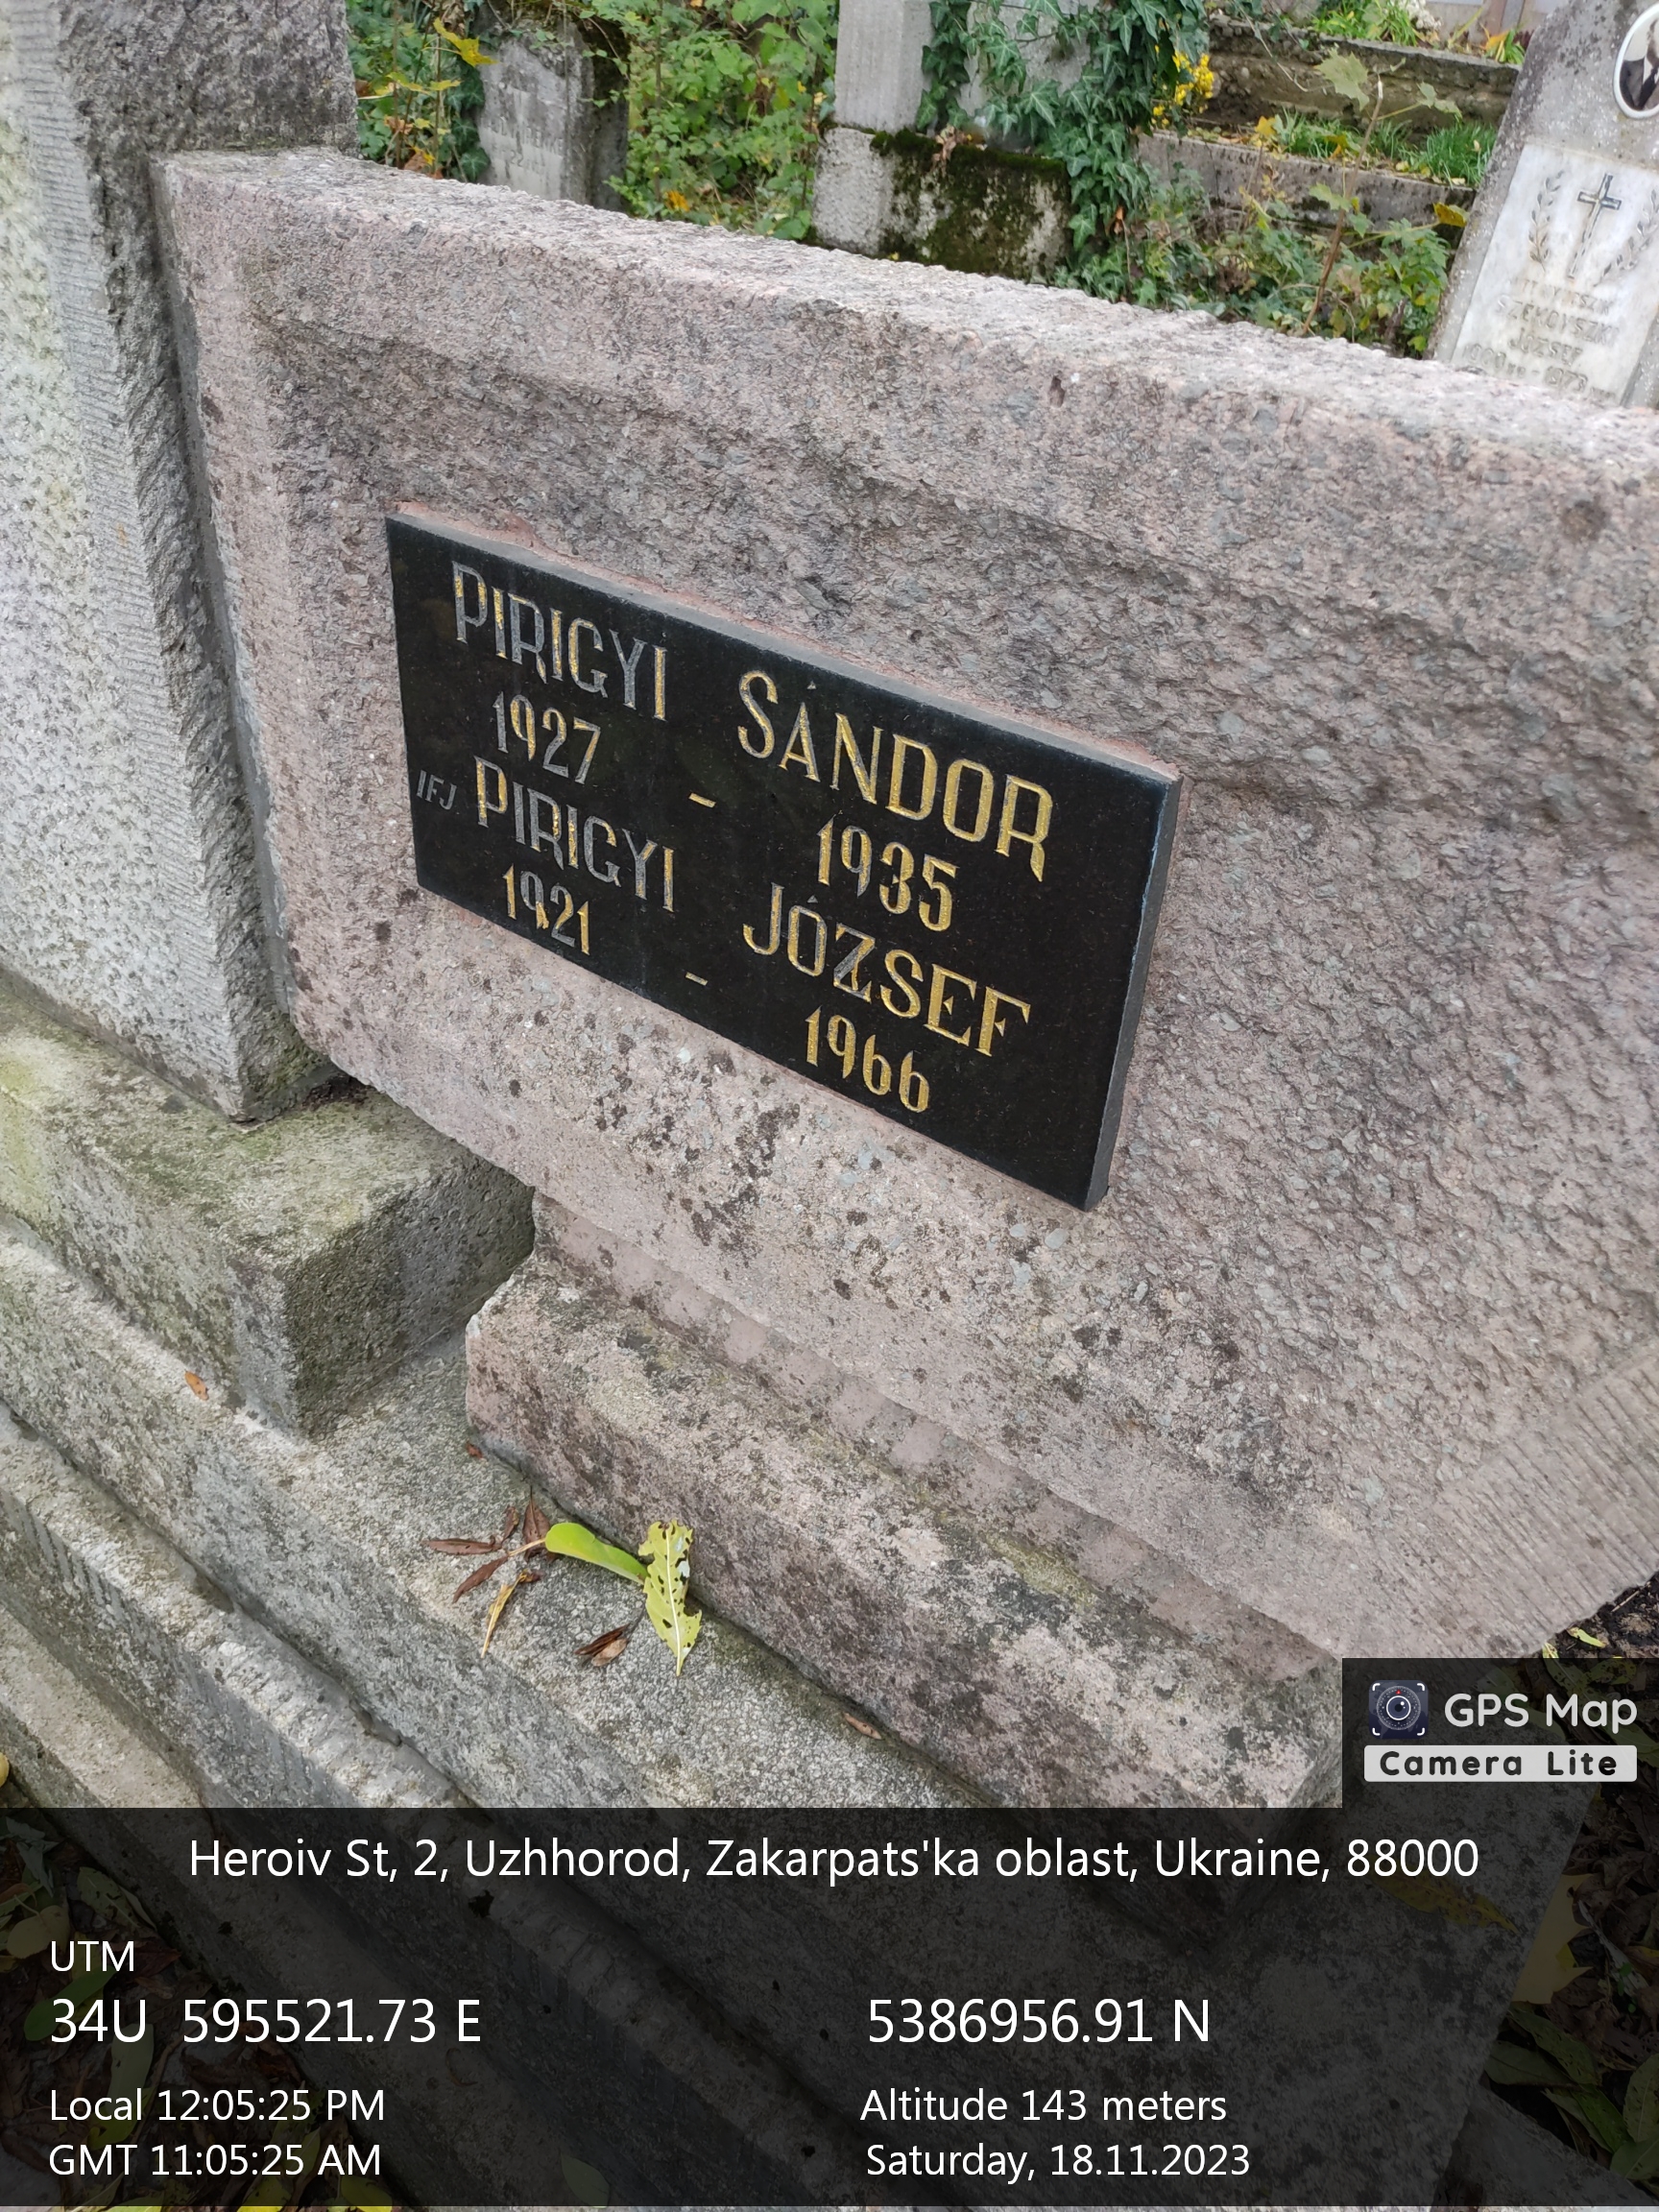 PIRIGYI SÁNDOR
1927 - 1935
IFJ PIRIGYI JÓZSEF
1921 - 1966
JÓZSEF
GPS Map
Camera Lite
Heroiv St, 2, Uzhhorod, Zakarpats'ka oblast, Ukraine, 88000
UTM
34U 595521.73 E 5386956.91 N
Local 12:05:25 PM Altitude 143 meters
GMT 11:05:25 AM Saturday, 18.11.2023